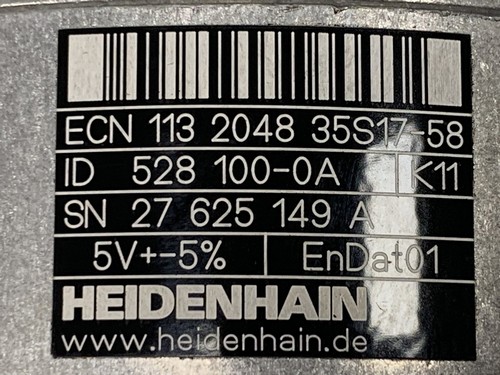 ECN 113 2048 35S17-58
ID 528 100-0A K11
SN 27 625 149 A
5V+-5% EnDat01
HEIDENHAIN
www.heidenhain.de